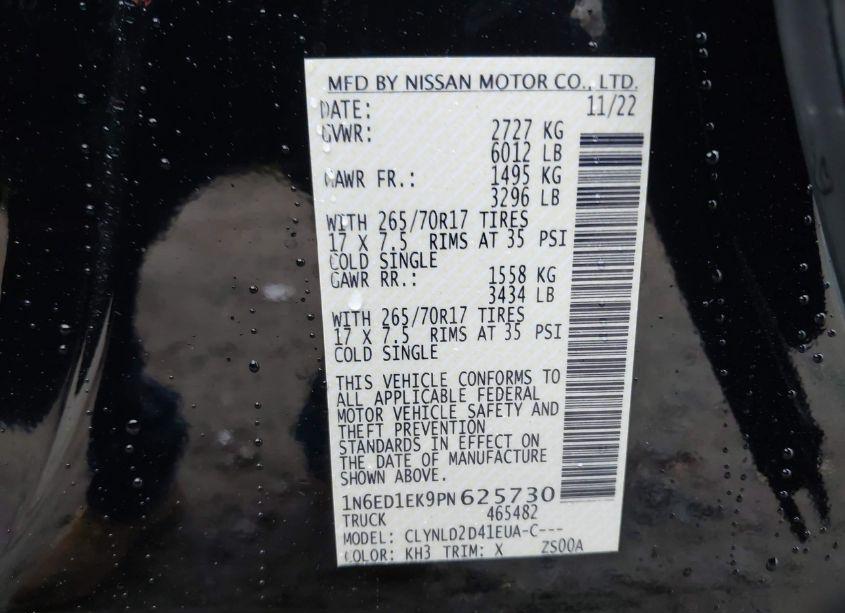 MFD BY NISSAN MOTOR CO., LTD.
DATE: 11/22
GVWR: 2727 KG
6012 LB
GAWR FR.: 1495 KG
3296 LB
WITH 265/70R17 TIRES
17 X 7.5 RIMS AT 35 PSI
COLD SINGLE
GAWR RR.: 1558 KG
3434 LB
WITH 265/70R17 TIRES
17 X 7.5 RIMS AT 35 PSI
COLD SINGLE
THIS VEHICLE CONFORMS TO
ALL APPLICABLE FEDERAL
MOTOR VEHICLE SAFETY AND
THEFT PREVENTION
STANDARDS IN EFFECT ON
THE DATE OF MANUFACTURE
SHOWN ABOVE.
1N6ED1EK9PN625730
TRUCK 465482
MODEL: CLYNLD2D41EUA-C---
COLOR: KH3 TRIM: X ZS00A